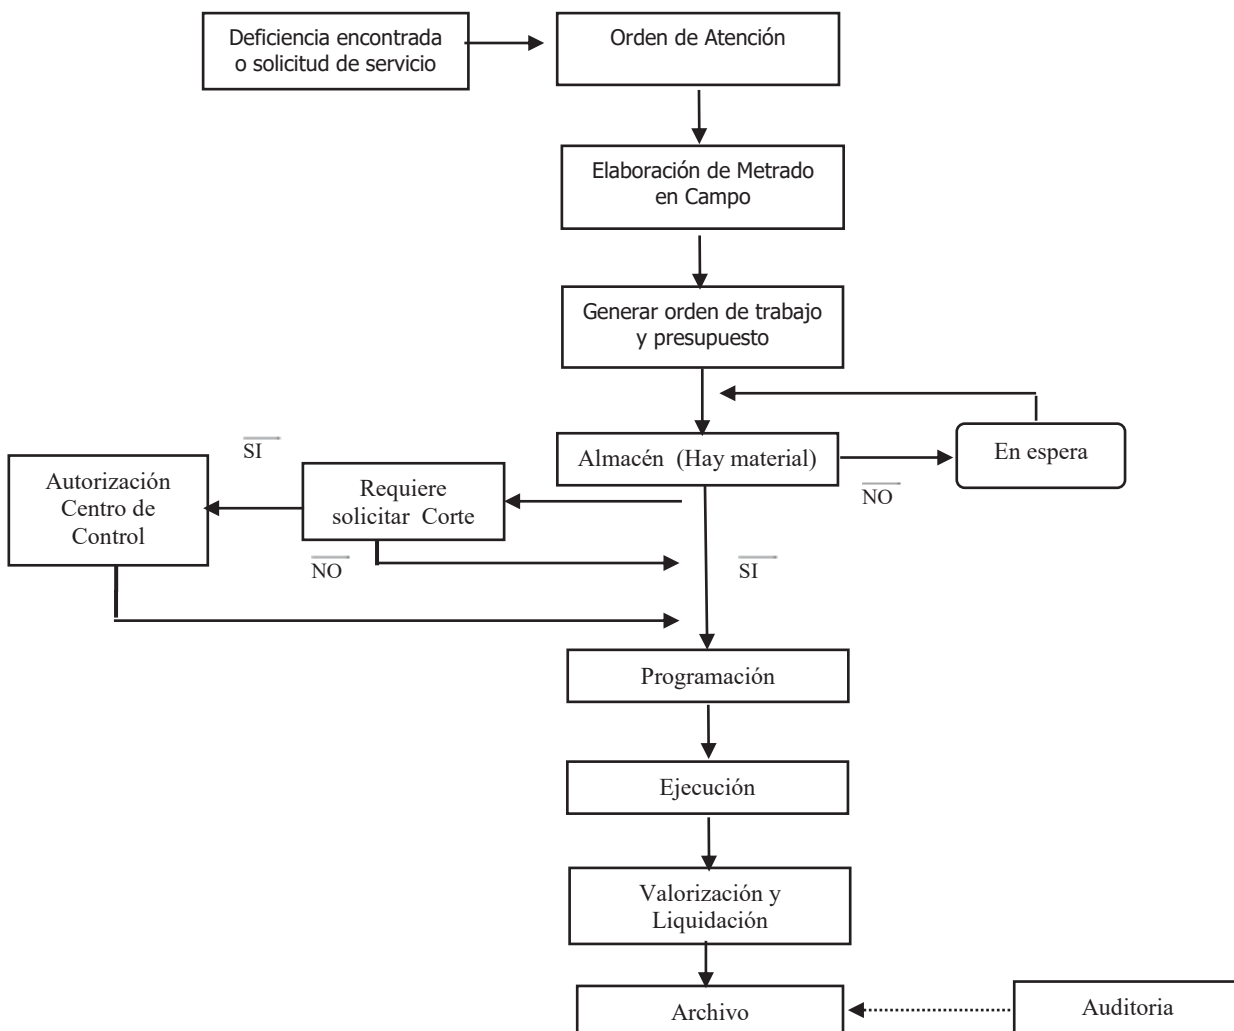 Deficiencia encontrada
o solicitud de servicio
Orden de Atención
Elaboración de Metrado
en Campo
Generar orden de trabajo
y presupuesto
Almacén (Hay material)
NO
En espera
SI
Requiere
solicitar Corte
SI
Autorización
Centro de
Control
NO
Programación
Ejecución
Valorización y
Liquidación
Archivo
Auditoria